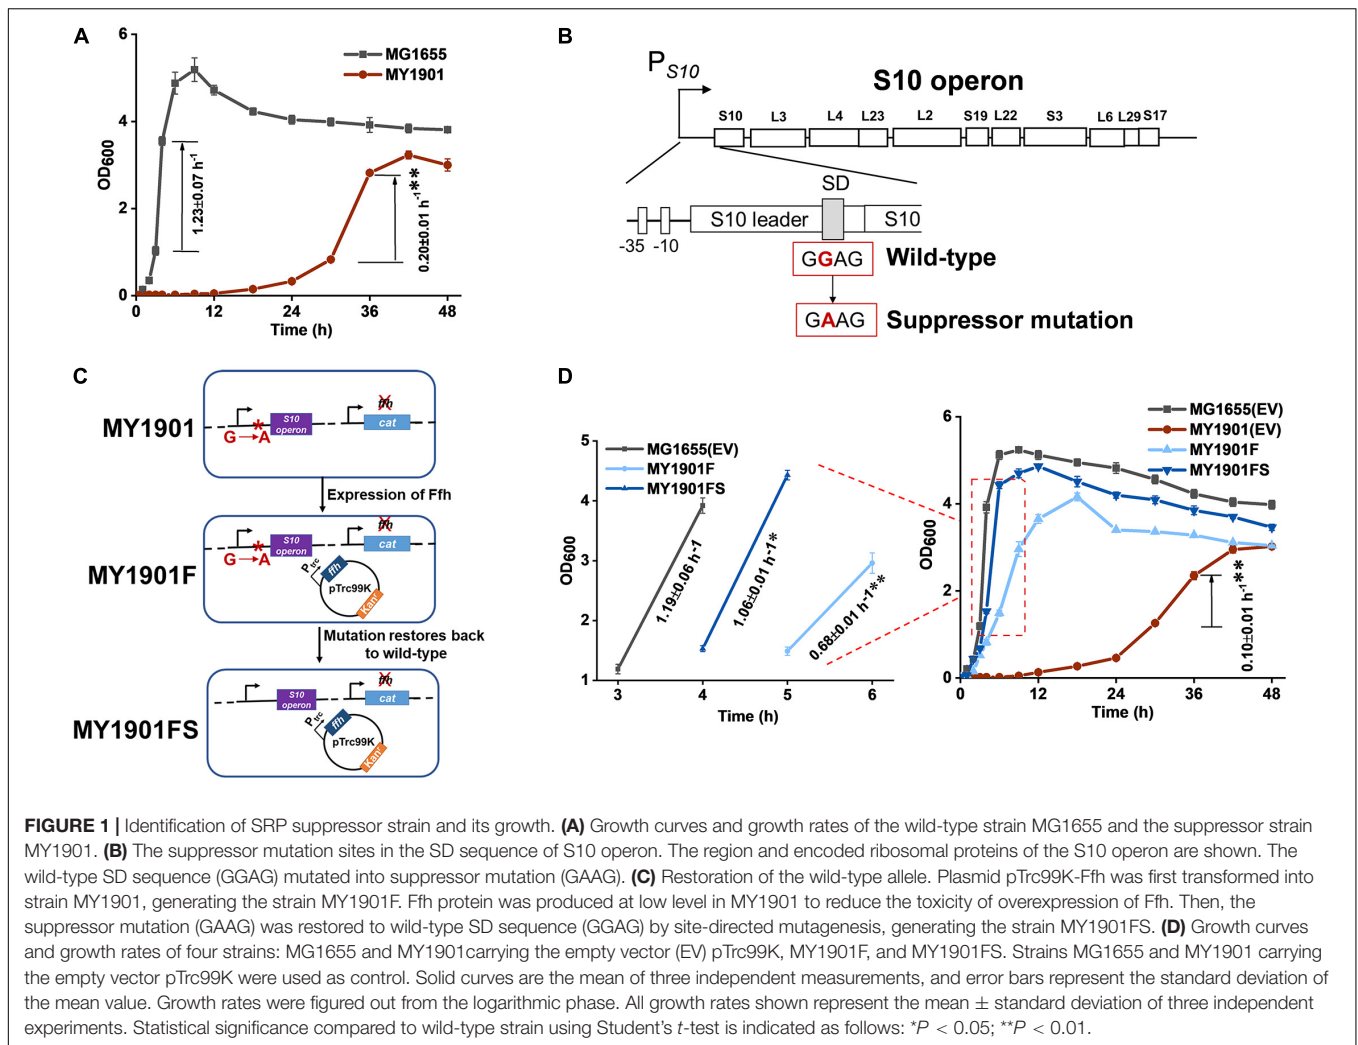 A
6
4
2
0
OD600
0
12
24
36
48
Time (h)
MG1655
MY1901
1.23±0.07 h-1
0.20±0.01 h-1**
B
PS10
S10 operon
S10 L3 L4 L23 L2 S19 L22 S3 L6 L29 S17
SD
S10 leader S10
-35 -10
GGAG Wild-type
GAAG Suppressor mutation
C
MY1901
G→A
*
S10
operon
ffh
X
cat
Expression of Ffh
MY1901F
G→A
*
S10
operon
ffh
X
cat
Ptrc
ffh
pTrc99K
Kanr
Mutation restores back
to wild-type
MY1901FS
S10
operon
ffh
X
cat
Ptrc
ffh
pTrc99K
Kanr
D
5
4
3
2
1
OD600
3
4
5
6
Time (h)
MG1655(EV)
MY1901F
MY1901FS
1.19±0.06 h-1
1.06±0.01 h-1*
0.68±0.01 h-1**
6
4
2
0
OD600
0
12
24
36
48
Time (h)
MG1655(EV)
MY1901(EV)
MY1901F
MY1901FS
0.10±0.01 h-1**
FIGURE 1 | Identification of SRP suppressor strain and its growth. (A) Growth curves and growth rates of the wild-type strain MG1655 and the suppressor strain
MY1901. (B) The suppressor mutation sites in the SD sequence of S10 operon. The region and encoded ribosomal proteins of the S10 operon are shown. The
wild-type SD sequence (GGAG) mutated into suppressor mutation (GAAG). (C) Restoration of the wild-type allele. Plasmid pTrc99K-Ffh was first transformed into
strain MY1901, generating the strain MY1901F. Ffh protein was produced at low level in MY1901 to reduce the toxicity of overexpression of Ffh. Then, the
suppressor mutation (GAAG) was restored to wild-type SD sequence (GGAG) by site-directed mutagenesis, generating the strain MY1901FS. (D) Growth curves
and growth rates of four strains: MG1655 and MY1901carrying the empty vector (EV) pTrc99K, MY1901F, and MY1901FS. Strains MG1655 and MY1901 carrying
the empty vector pTrc99K were used as control. Solid curves are the mean of three independent measurements, and error bars represent the standard deviation of
the mean value. Growth rates were figured out from the logarithmic phase. All growth rates shown represent the mean ± standard deviation of three independent
experiments. Statistical significance compared to wild-type strain using Student's t-test is indicated as follows: *P < 0.05; **P < 0.01.